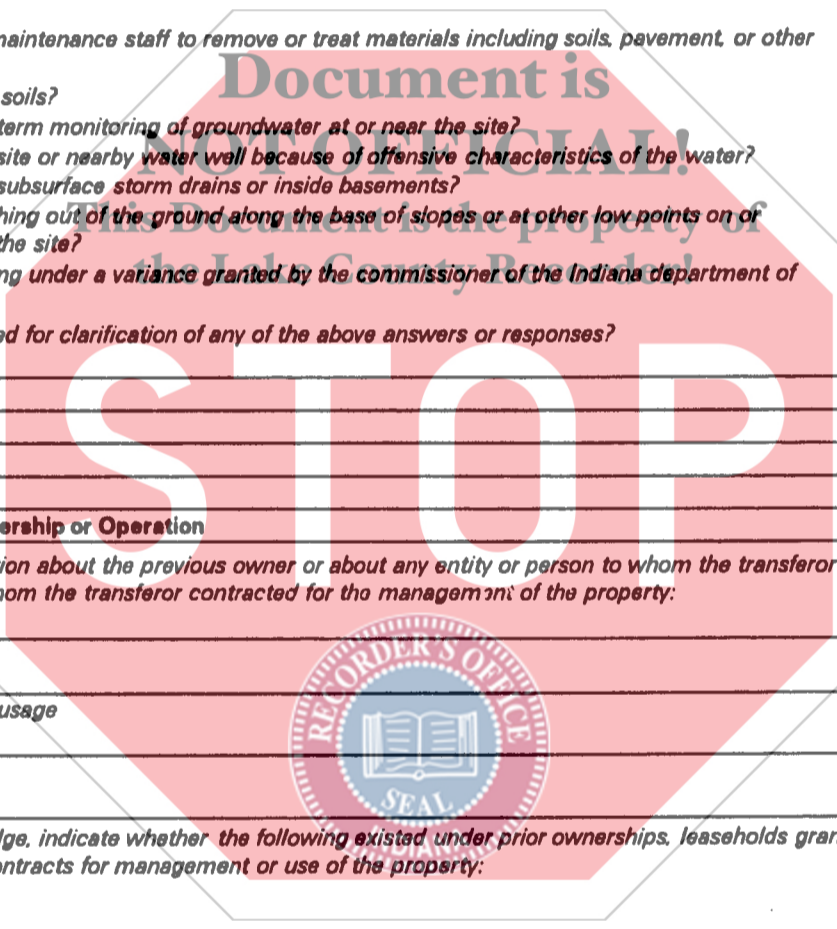 naintenance staff to remove or treat materials including soils, pavement, or other
Document is
soils?
term monitoring of groundwater at or near the site?
NOT OFFICIAL!
site or nearby water well because of offensive characteristics of the water?
subsurface storm drains or inside basements?
hing out of the ground along the base of slopes or at other low points on or
This Document is the property of
the site?
the Lake County Recorder!
ng under a variance granted by the commissioner of the Indiana department of
ed for clarification of any of the above answers or responses?
STOP
ership or Operation
ion about the previous owner or about any entity or person to whom the transferor
hom the transferor contracted for the management of the property:
RECORDER'S OFFICE
usage
SEAL
INDIANA
dge, indicate whether the following existed under prior ownerships, leaseholds gran
ontracts for management or use of the property: